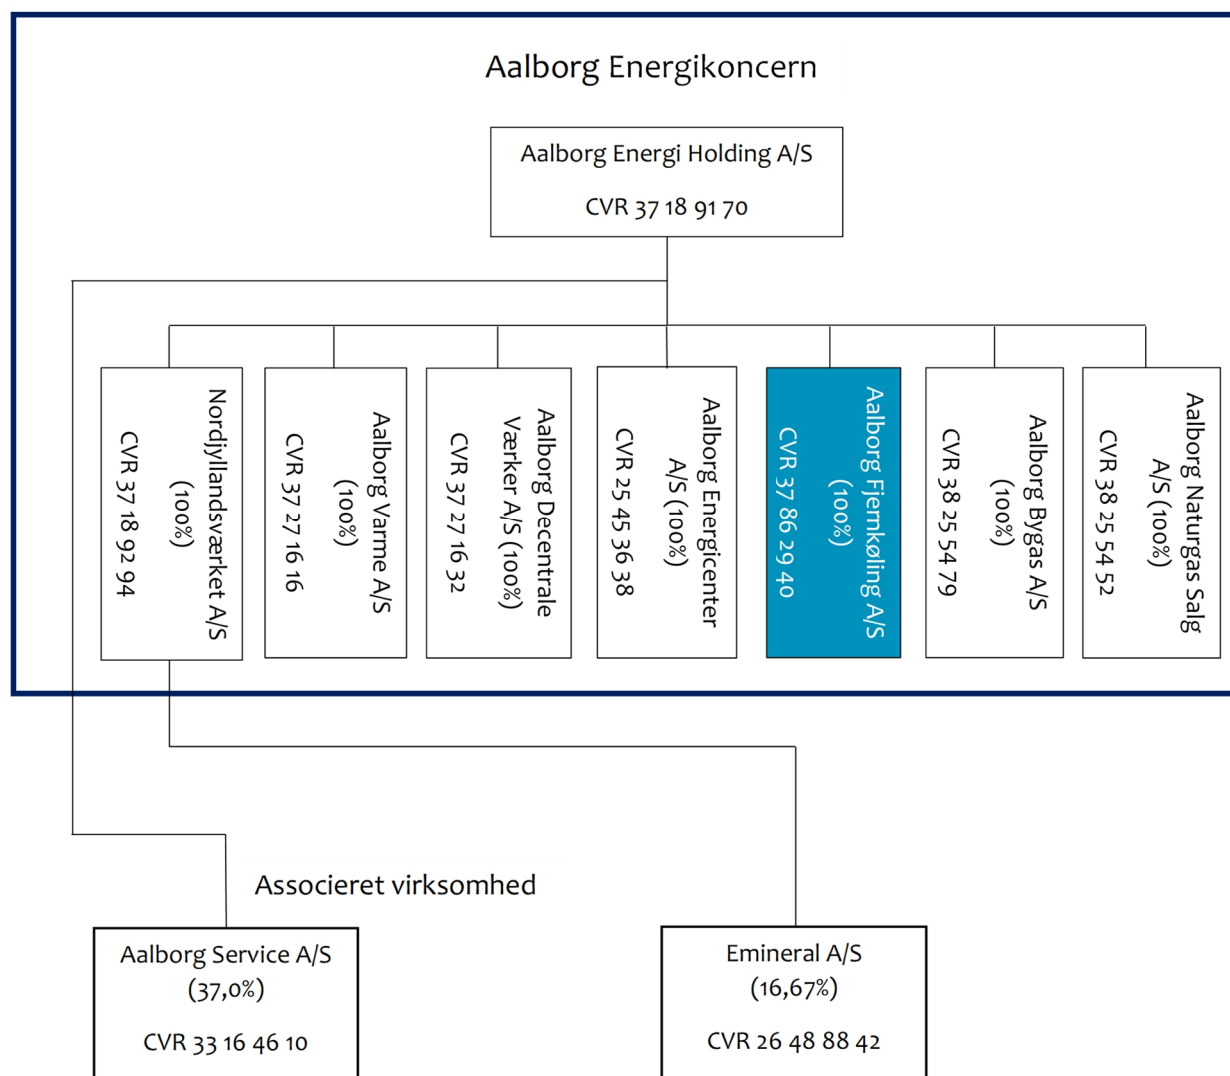 Aalborg Energikoncern
Aalborg Energi Holding A/S
CVR 37 18 91 70
Nordjyllandsværket A/S
(100%)
CVR 37 18 92 94
Aalborg Varme A/S
(100%)
CVR 37 27 16 16
Aalborg Decentrale
Værker A/S (100%)
CVR 37 27 16 32
Aalborg Energicenter
A/S (100%)
CVR 25 45 36 38
Aalborg Fjernkøling A/S
(100%)
CVR 37 86 29 40
Aalborg Bygas A/S
(100%)
CVR 38 25 54 79
Aalborg Naturgas Salg
A/S (100%)
CVR 38 25 54 52
Associeret virksomhed
Aalborg Service A/S
(37,0%)
CVR 33 16 46 10
Emineral A/S
(16,67%)
CVR 26 48 88 42